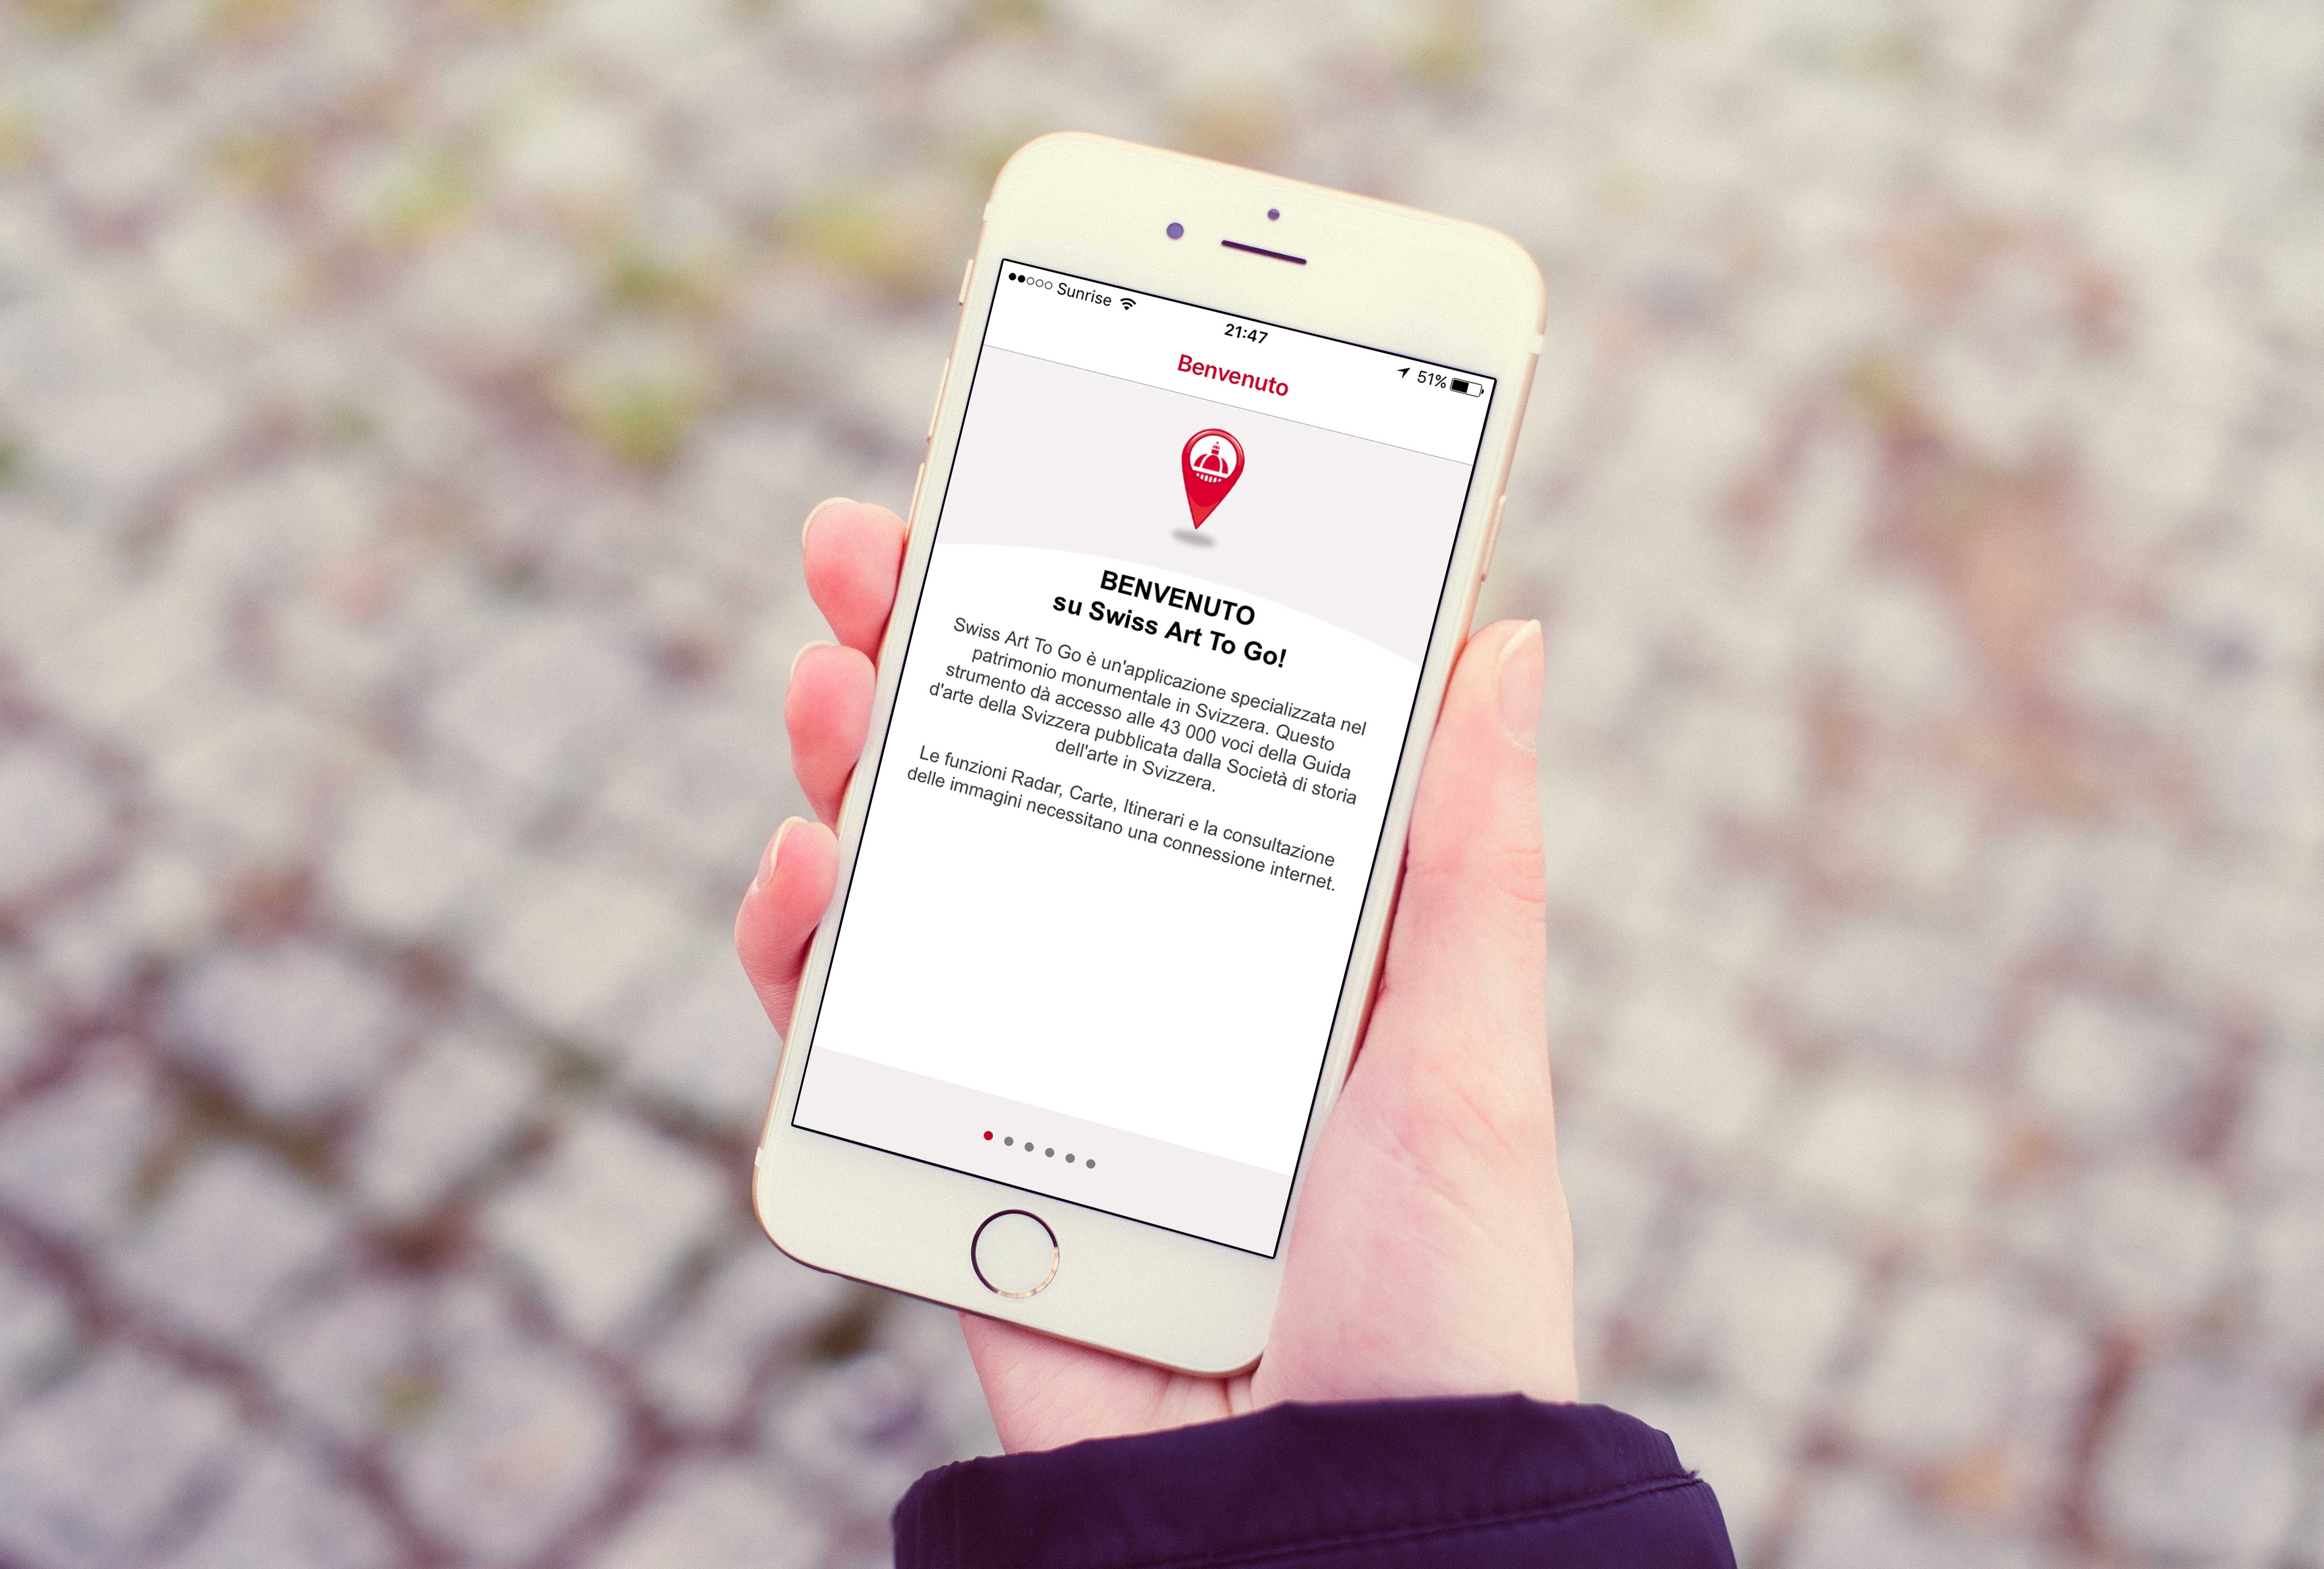 Sunrise
21:47
51%
Benvenuto
BENVENUTO
su Swiss Art To Go!
Swiss Art To Go è un'applicazione specializzata nel
patrimonio monumentale in Svizzera. Questo
strumento dà accesso alle 43 000 voci della Guida
d'arte della Svizzera pubblicata dalla Società di storia
dell'arte in Svizzera.
Le funzioni Radar, Carte, Itinerari e la consultazione
delle immagini necessitano una connessione internet.